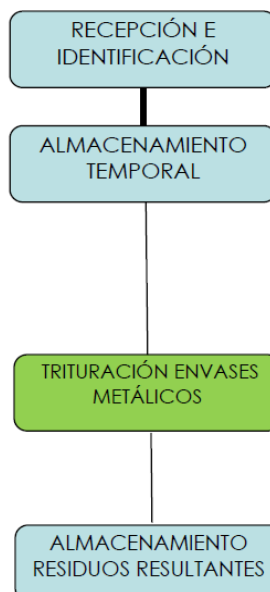 RECEPCIÓN E
IDENTIFICACIÓN
ALMACENAMIENTO
TEMPORAL
TRITURACIÓN ENVASES
METÁLICOS
ALMACENAMIENTO
RESIDUOS RESULTANTES